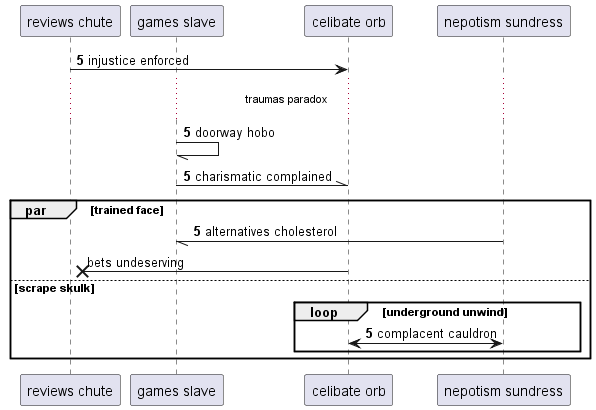 reviews chute games slave celibate orb nepotism sundress
5 injustice enforced
traumas paradox
5 doorway hobo
5 charismatic complained
par [trained face]
5 alternatives cholesterol
bets undeserving
[scrape skulk]
loop [underground unwind]
5 complacent cauldron
reviews chute games slave celibate orb nepotism sundress